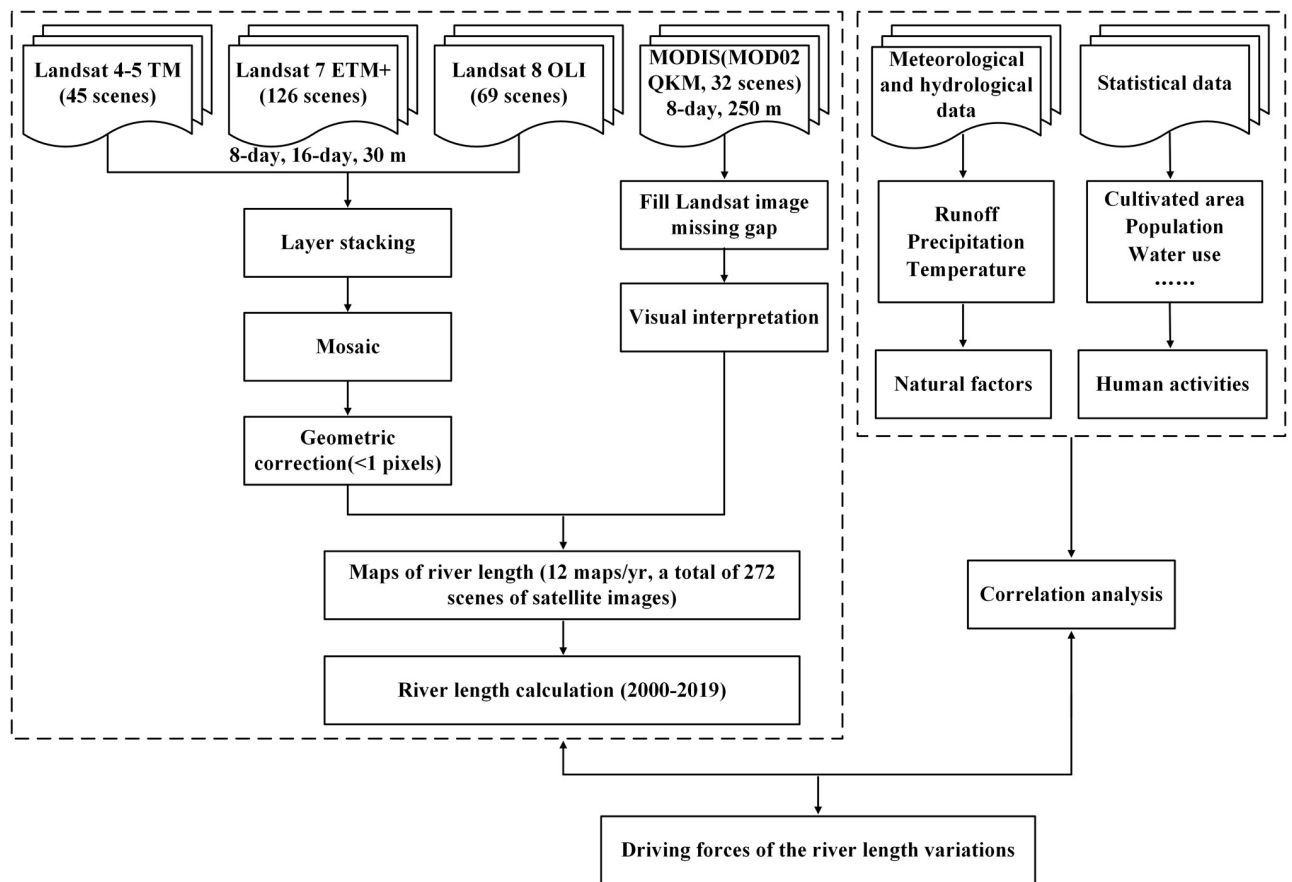 Landsat 4-5 TM
(45 scenes)
Landsat 7 ETM+
(126 scenes)
Landsat 8 OLI
(69 scenes)
MODIS(MOD02
QKM, 32 scenes)
8-day, 250 m
Meteorological
and hydrological
data
Statistical data
8-day, 16-day, 30 m
Layer stacking
Mosaic
Geometric
correction(<1 pixels)
Fill Landsat image
missing gap
Visual interpretation
Runoff
Precipitation
Temperature
Cultivated area
Population
Water use
……
Natural factors
Human activities
Maps of river length (12 maps/yr, a total of 272
scenes of satellite images)
River length calculation (2000-2019)
Correlation analysis
Driving forces of the river length variations